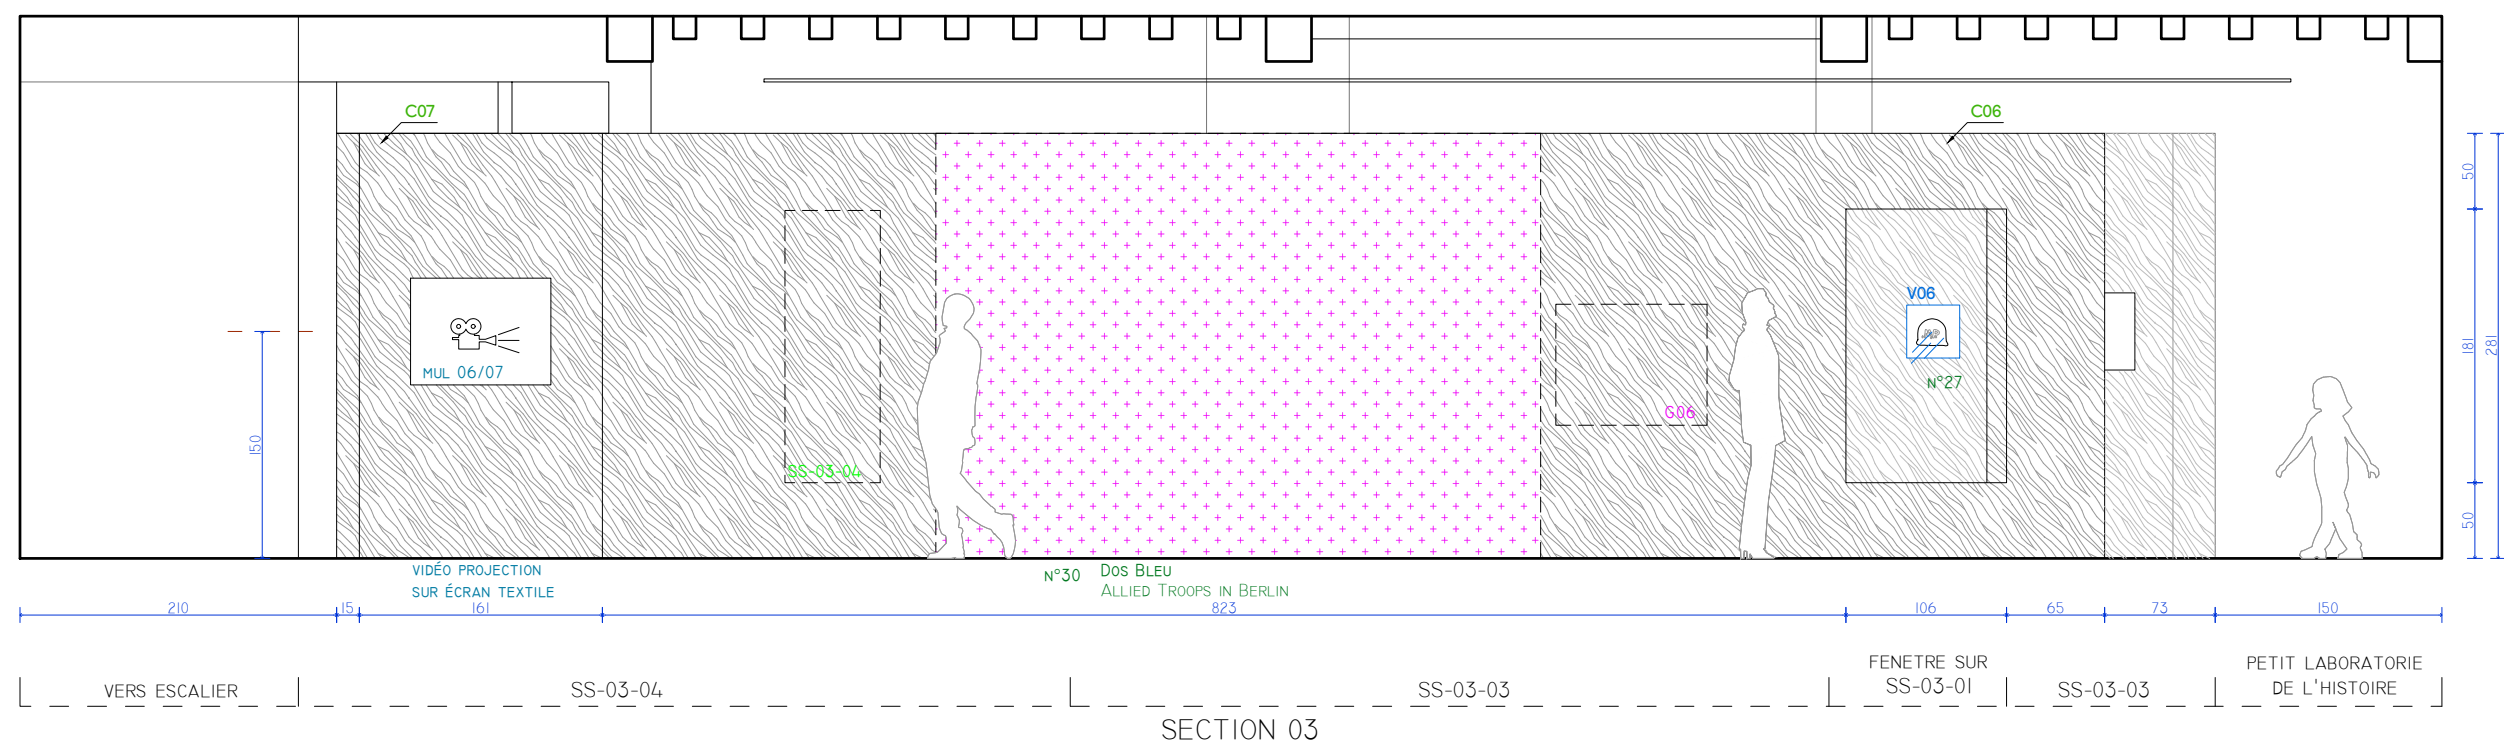 C07
C06
50
V06
MP
181
281
150
MUL 06/07
N°27
G06
SS-03-04
50
VIDÉO PROJECTION
SUR ÉCRAN TEXTILE
N°30
DOS BLEU
ALLIED TROOPS IN BERLIN
210
15
161
823
106
65
73
150
VERS ESCALIER
SS-03-04
SS-03-03
FENETRE SUR
SS-03-01
SS-03-03
PETIT LABORATORIE
DE L'HISTOIRE
SECTION 03